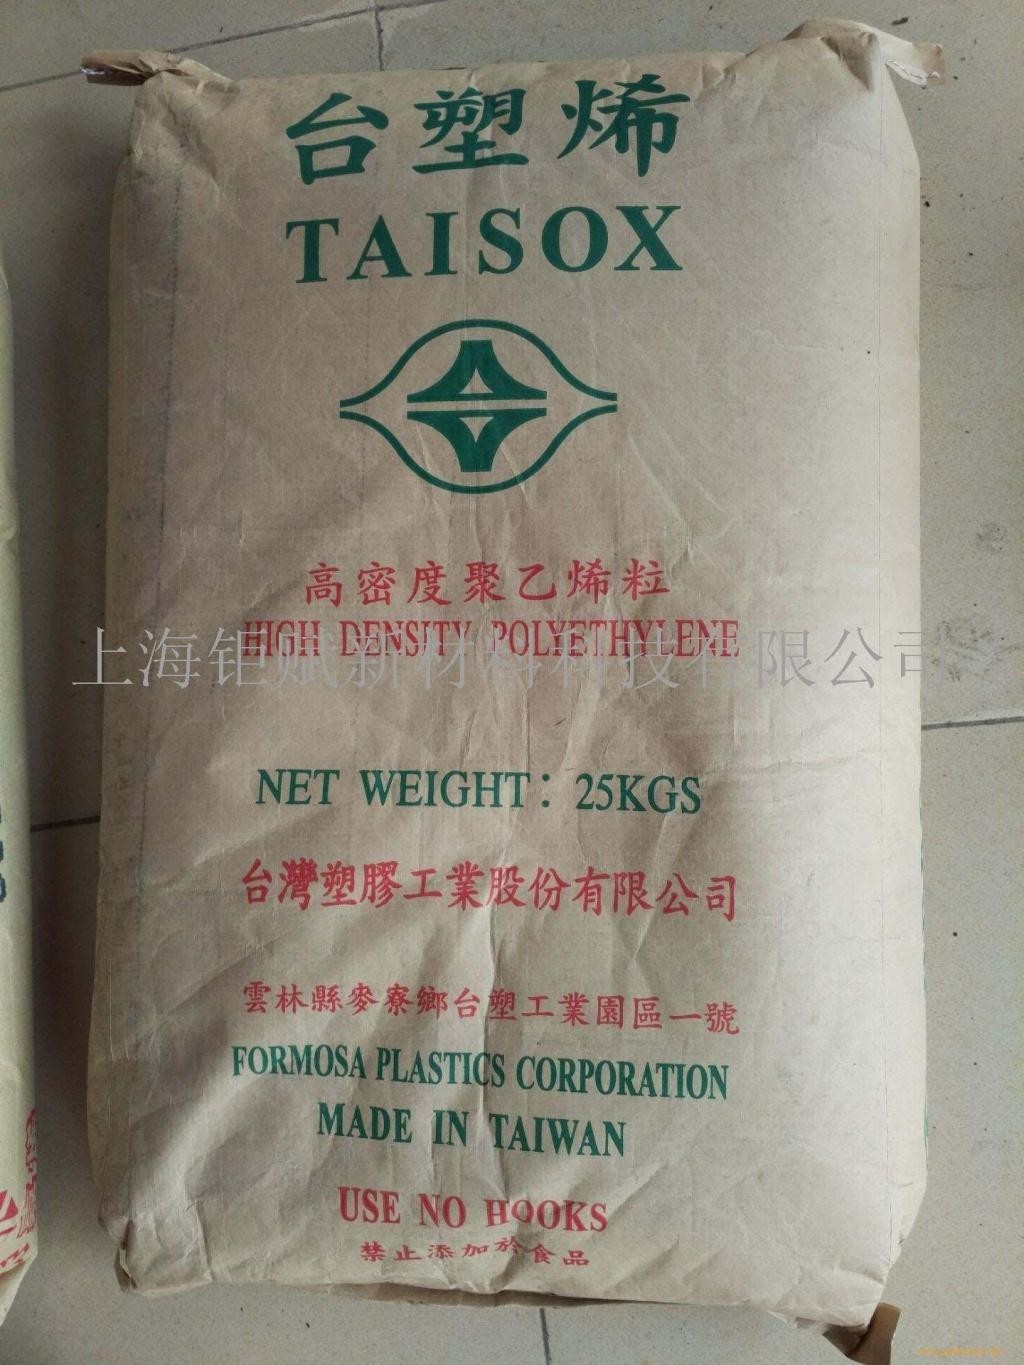 台塑烯
TAISOX
高密度聚乙烯粒
HIGH DENSITY POLYETHYLENE
上海钜赋新材料科技有限公司
NET WEIGHT: 25KGS
台灣塑膠工業股份有限公司
雲林縣麥寮鄉台塑工業園區一號
FORMOSA PLASTICS CORPORATION
MADE IN TAIWAN
USE NO HOOKS
禁止添加於食品